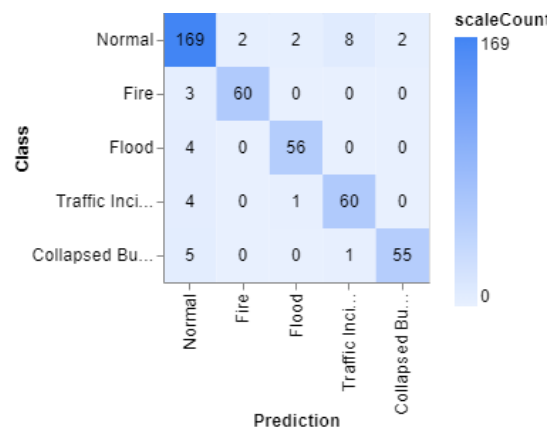 scaleCount
169
0
Class
Normal 169 2 2 8 2
Fire 3 60 0 0 0
Flood 4 0 56 0 0
Traffic Inci... 4 0 1 60 0
Collapsed Bu... 5 0 0 1 55
Normal
Fire
Flood
Traffic Inci...
Collapsed Bu...
Prediction